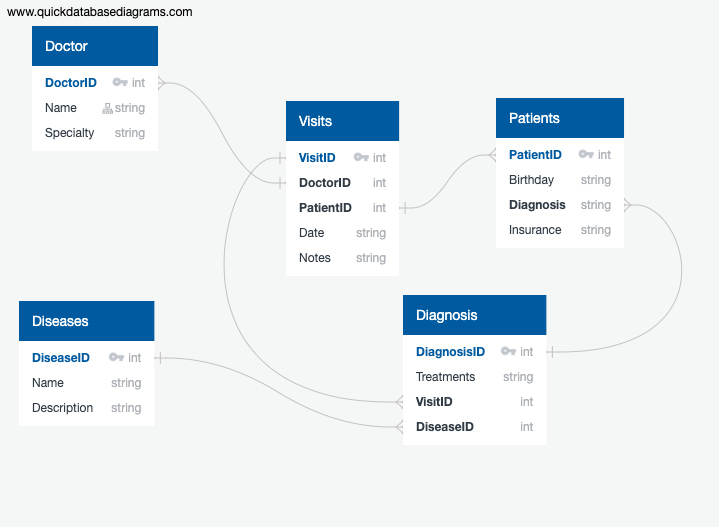 www.quickdatabasediagrams.com
Doctor
DoctorID int
Name string
Specialty string
Visits
VisitID int
DoctorID int
PatientID int
Date string
Notes string
Patients
PatientID int
Birthday string
Diagnosis string
Insurance string
Diseases
DiseaseID int
Name string
Description string
Diagnosis
DiagnosisID int
Treatments string
VisitID int
DiseaseID int